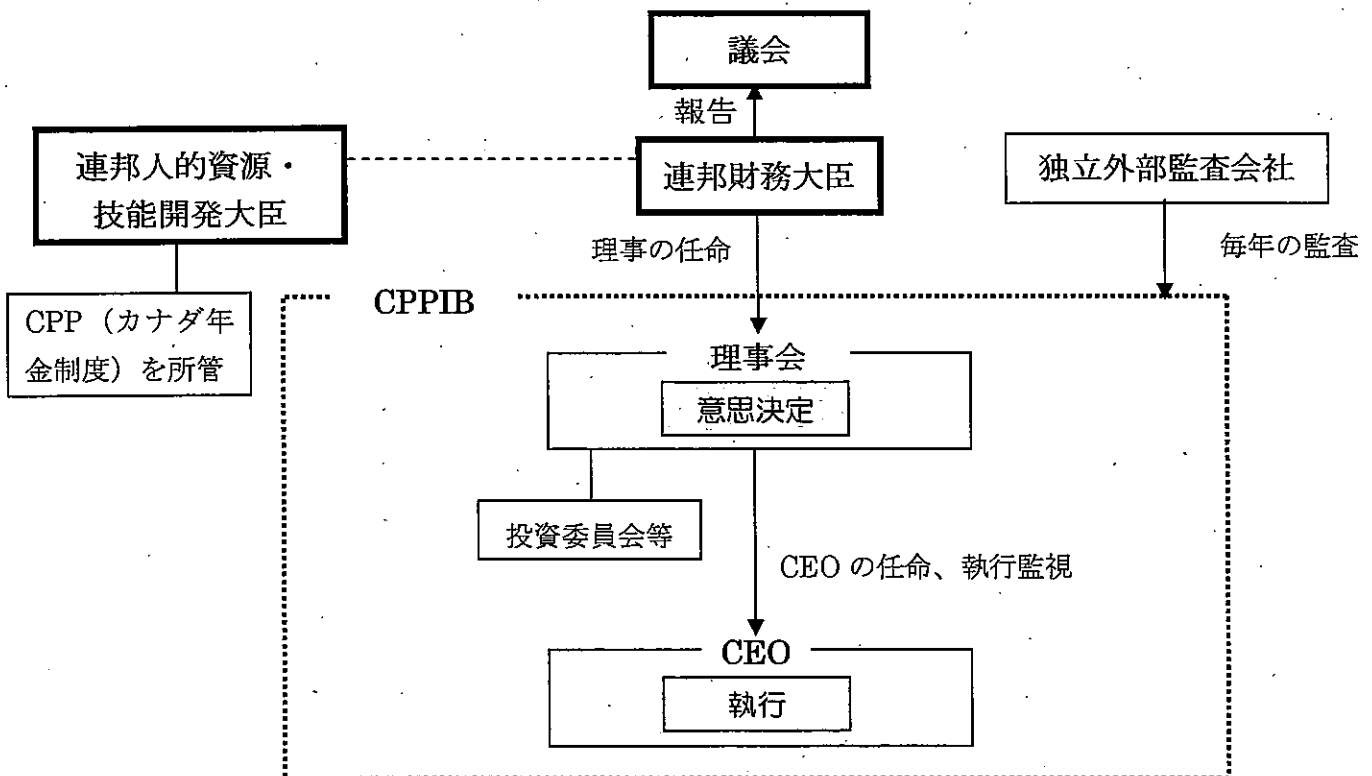 議会
報告
連邦人的資源・
技能開発大臣
連邦財務大臣
独立外部監査会社
理事の任命
毎年の監査
CPP（カナダ年
金制度）を所管
CPPIB
理事会
意思決定
投資委員会等
CEO の任命、執行監視
CEO
執行